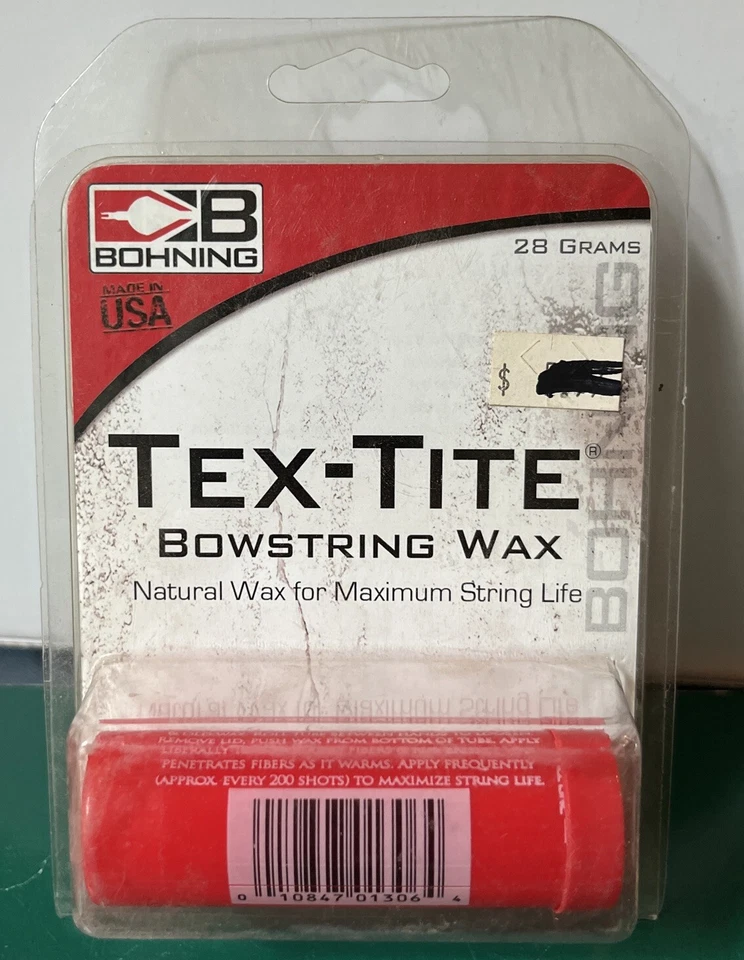 B
BOHNING
MADE IN
USA
28 GRAMS
BOHNING
$
TEX-TITE®
BOWSTRING WAX
Natural Wax for Maximum String Life
REMOVE LID, PUSH WAX FROM BOTTOM OF TUBE. APPLY
LIBERALLY
PENETRATES FIBERS AS IT WARMS. APPLY FREQUENTLY
(APPROX. EVERY 200 SHOTS) TO MAXIMIZE STRING LIFE.
0 10847 01306 4